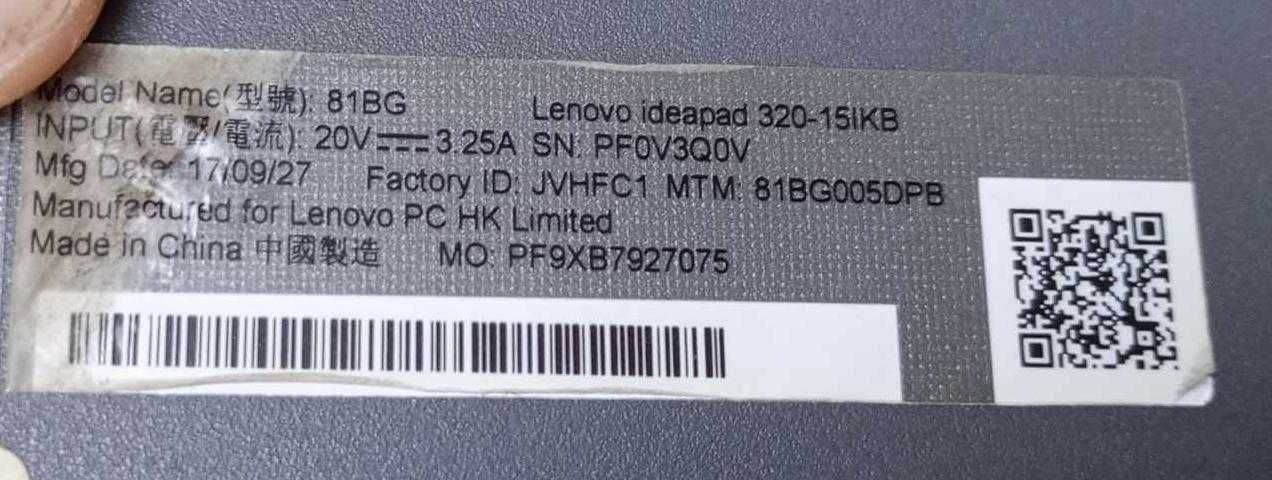 Model Name(型號): 81BG Lenovo ideapad 320-15IKB
INPUT(電壓/電流): 20V⎓3.25A SN: PF0V3Q0V
Mfg Date: 17/09/27 Factory ID: JVHFC1 MTM: 81BG005DPB
Manufactured for Lenovo PC HK Limited
Made in China 中國製造 MO: PF9XB7927075